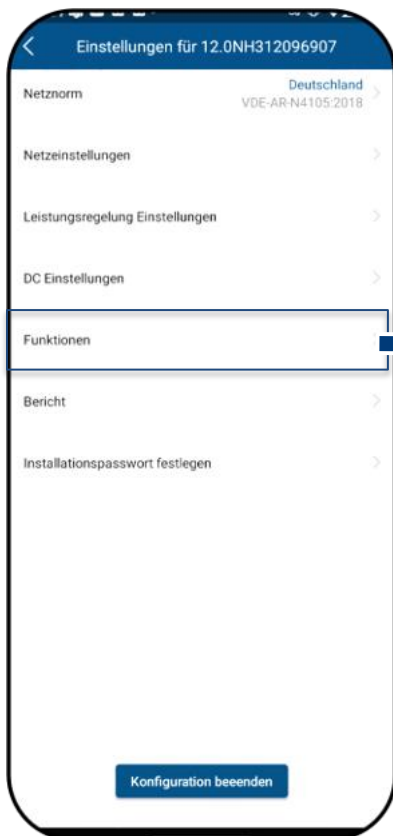 Einstellungen für 12.0NH312096907
Netznorm
Deutschland
VDE-AR-N4105:2018
Netzeinstellungen
Leistungsregelung Einstellungen
DC Einstellungen
Funktionen
Bericht
Installationspasswort festlegen
Konfiguration beeenden